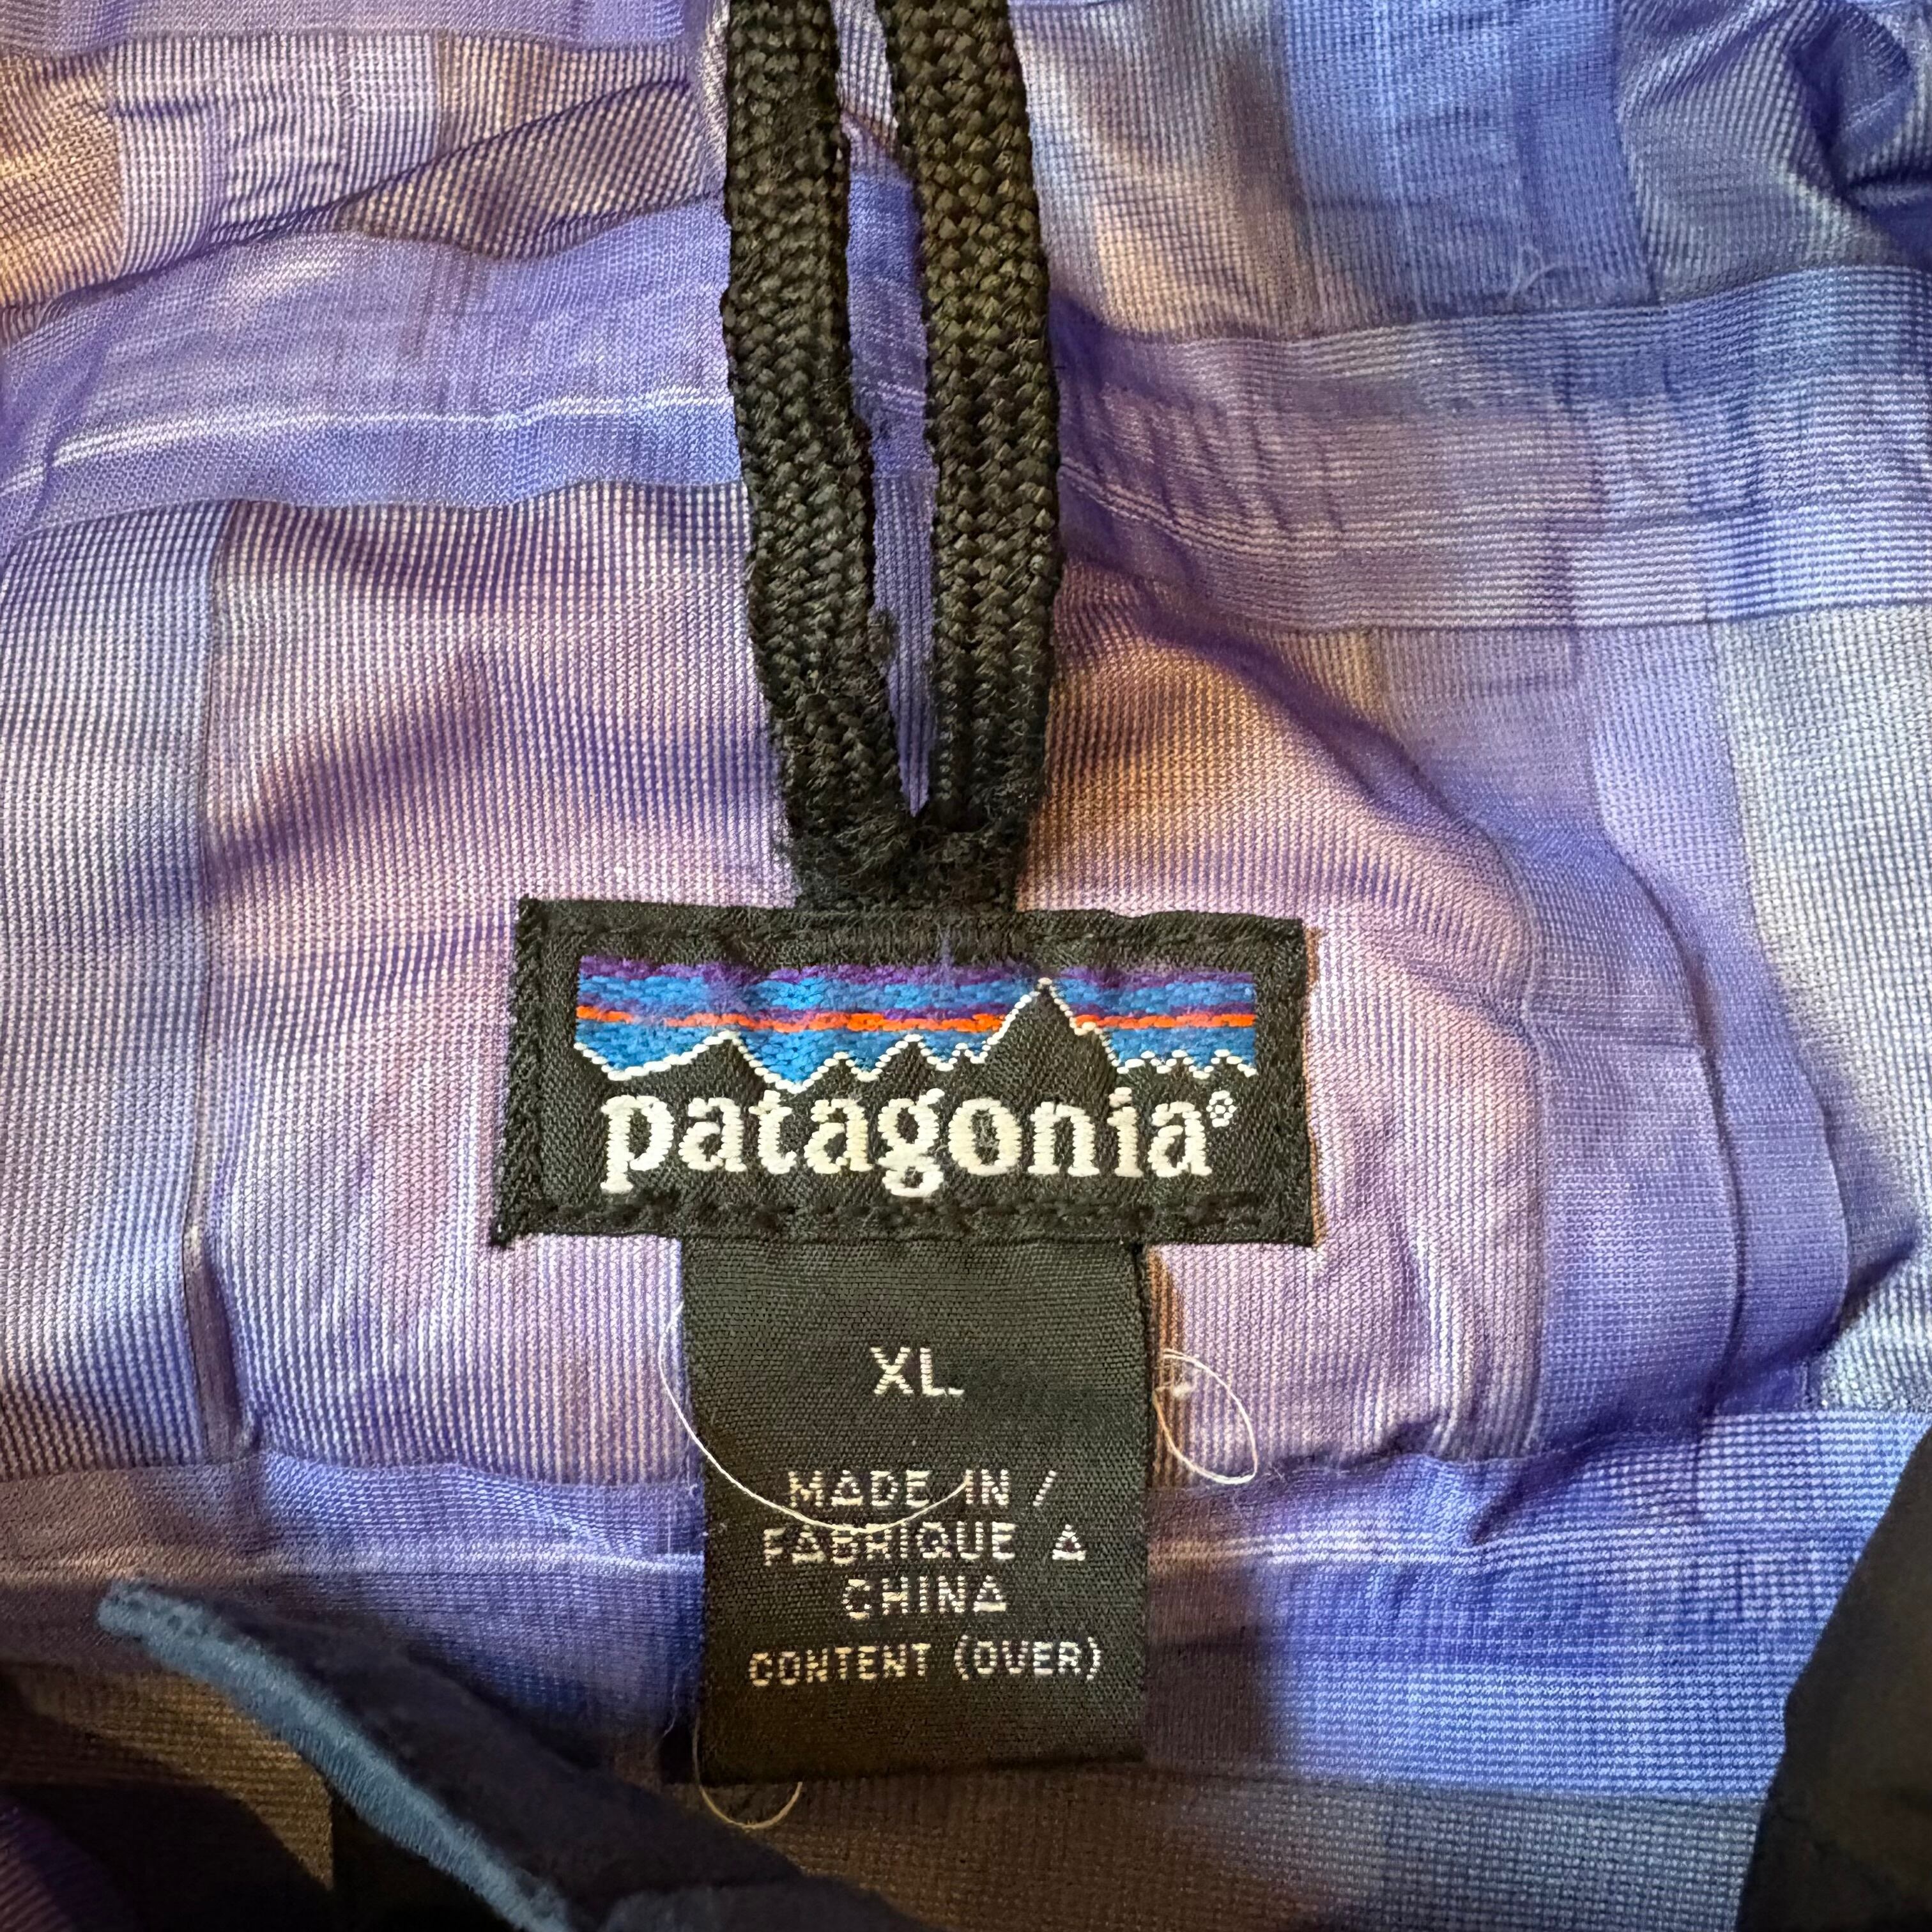 patagonia®
XL
MADE IN /
FABRIQUE A
CHINA
CONTENT (OVER)